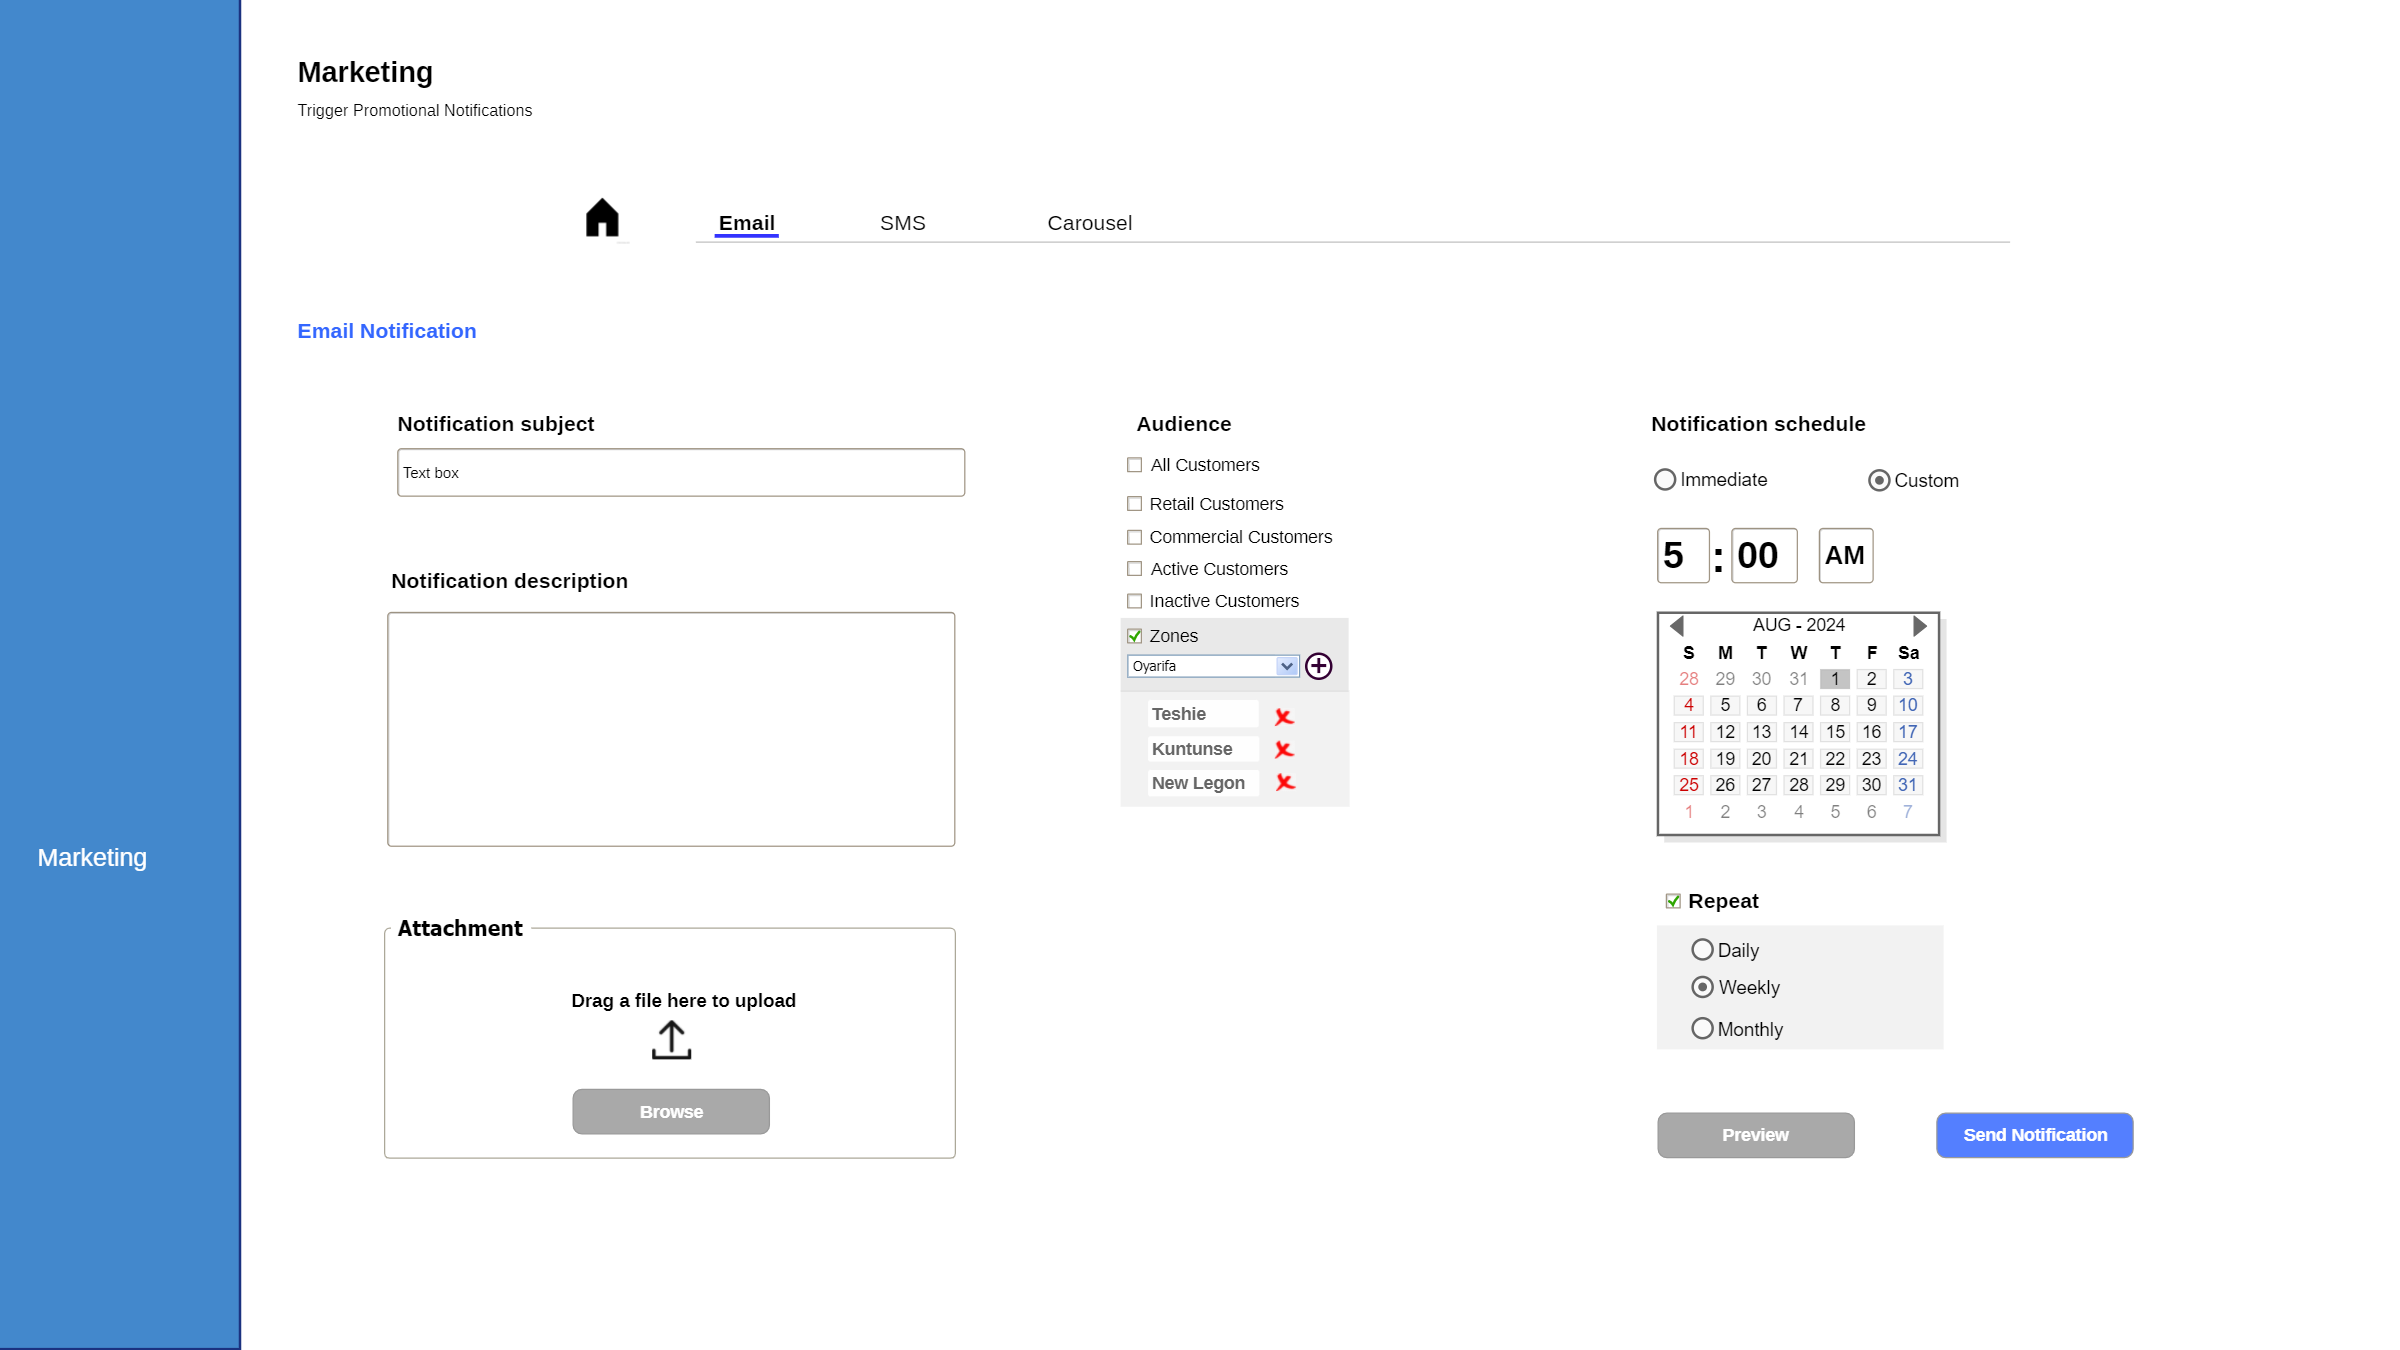 Marketing
Trigger Promotional Notifications
Email SMS Carousel
Email Notification
Notification subject
Text box
Notification description
Attachment
Drag a file here to upload
Browse
Audience
All Customers
Retail Customers
Commercial Customers
Active Customers
Inactive Customers
Zones
Oyarifa
Teshie
Kuntunse
New Legon
Notification schedule
Immediate Custom
5 : 00 AM
AUG - 2024
S M T W T F Sa
28 29 30 31 1 2 3
4 5 6 7 8 9 10
11 12 13 14 15 16 17
18 19 20 21 22 23 24
25 26 27 28 29 30 31
1 2 3 4 5 6 7
Repeat
Daily
Weekly
Monthly
Preview Send Notification
Marketing